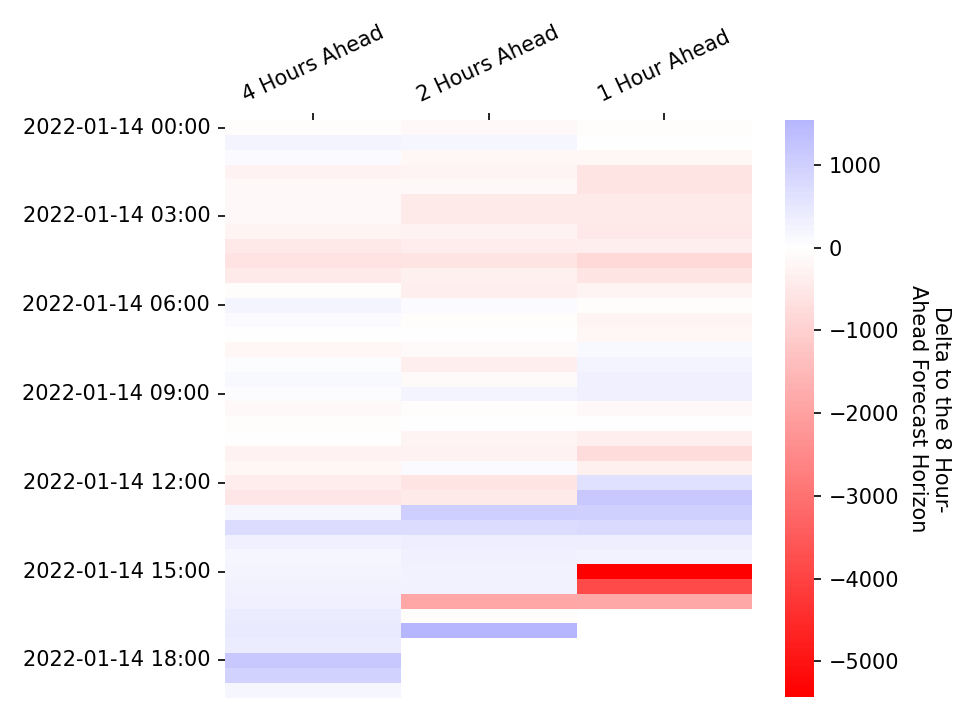 4 Hours Ahead
2 Hours Ahead
1 Hour Ahead
2022-01-14 00:00
2022-01-14 03:00
2022-01-14 06:00
2022-01-14 09:00
2022-01-14 12:00
2022-01-14 15:00
2022-01-14 18:00
1000
0
−1000
−2000
−3000
−4000
−5000
Delta to the 8 Hour-
Ahead Forecast Horizon